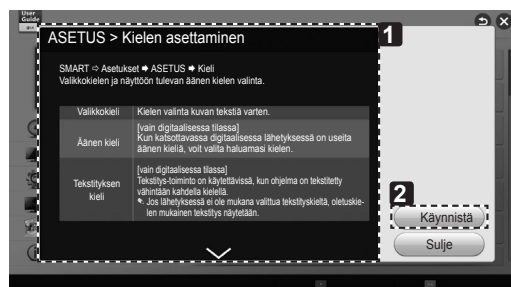 User
Guide
ASETUS > Kielen asettaminen
1
SMART ⇨ Asetukset ➡ ASETUS ➡ Kieli
Valikkokielen ja näyttöön tulevan äänen kielen valinta.
Valikkokieli
Kielen valinta kuvan tekstiä varten.
Äänen kieli
[vain digitaalisessa tilassa]
Kun katsottavassa digitaalisessa lähetyksessä on useita
äänen kieliä, voit valita haluamasi kielen.
Tekstityksen
kieli
[vain digitaalisessa tilassa]
Tekstitys-toiminto on käytettävissä, kun ohjelma on tekstitetty
vähintään kahdella kielellä.
Jos lähetyksessä ei ole mukana valittua tekstityskieltä, oletuskie-
len mukainen tekstitys näytetään.
2
Käynnistä
Sulje